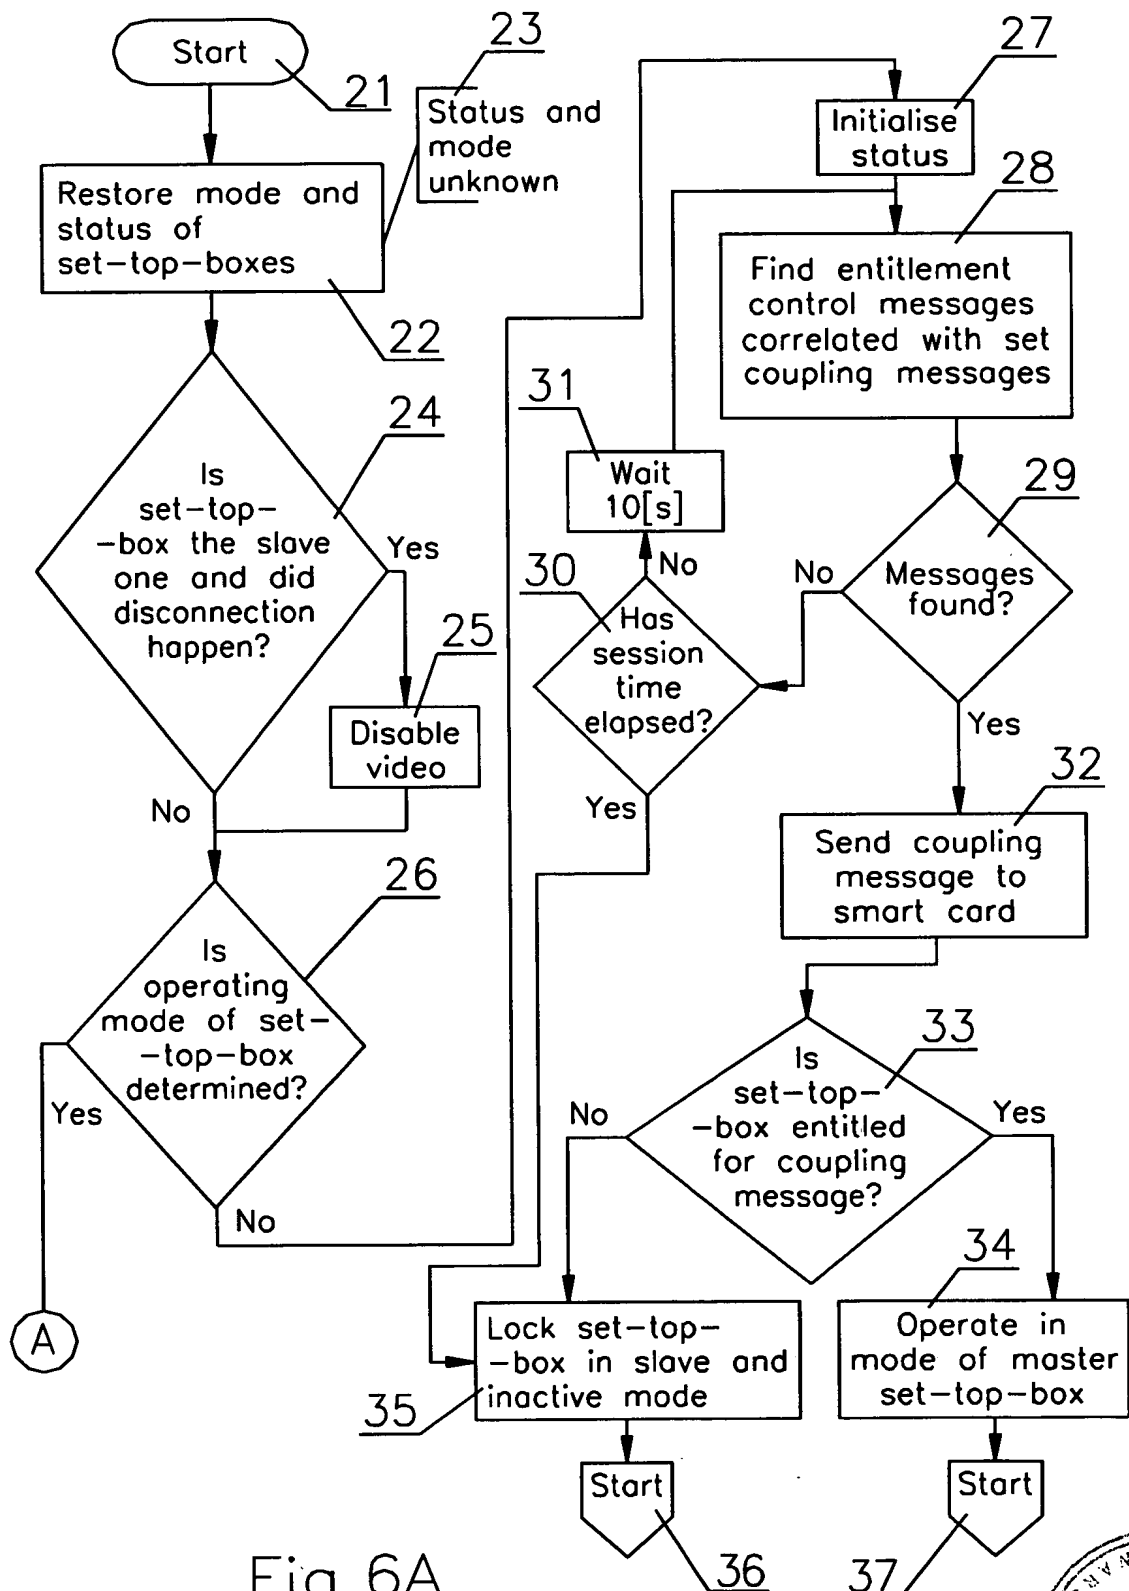 Start
21
23
Status and
mode
unknown
Restore mode and
status of
set-top-boxes
22
24
Is
set-top-
-box the slave
one and did
disconnection
happen?
Yes
No
25
Disable
video
26
Is
operating
mode of set-
-top-box
determined?
Yes
No
A
27
Initialise
status
28
Find entitlement
control messages
correlated with set
coupling messages
29
Messages
found?
No
Yes
30
Has
session
time
elapsed?
No
Yes
31
Wait
10[s]
32
Send coupling
message to
smart card
33
Is
set-top-
-box entitled
for coupling
message?
No
Yes
34
Operate in
mode of master
set-top-box
35
Lock set-top-
-box in slave and
inactive mode
Start
36
Start
37
Fig 6A